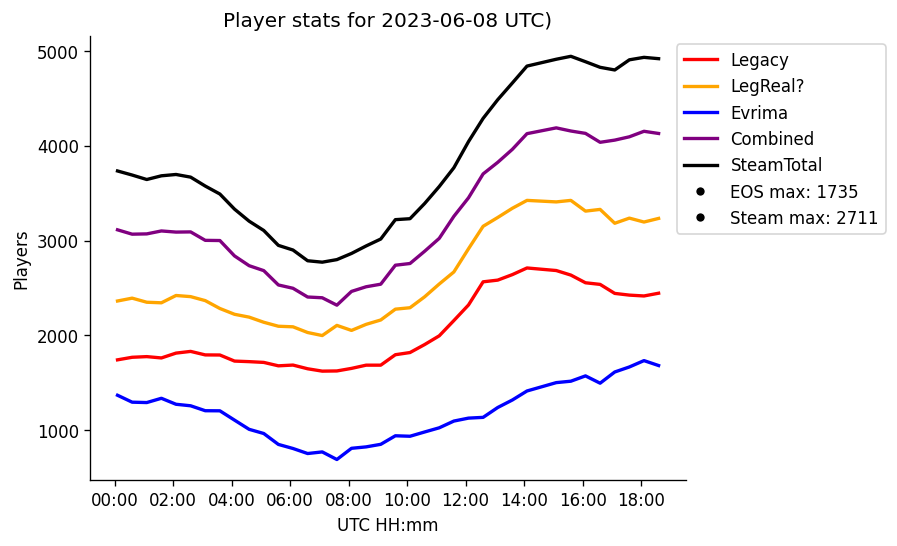 Player stats for 2023-06-08 UTC)
5000
4000
3000
2000
1000
Players
00:00 02:00 04:00 06:00 08:00 10:00 12:00 14:00 16:00 18:00
UTC HH:mm
Legacy
LegReal?
Evrima
Combined
SteamTotal
EOS max: 1735
Steam max: 2711